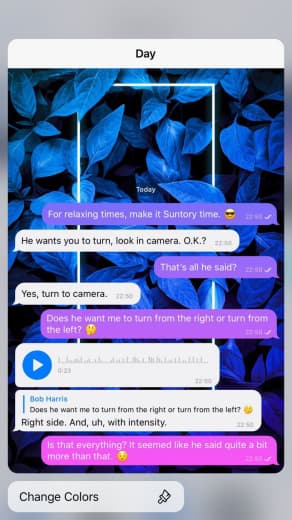 Day
Today
For relaxing times, make it Suntory time. 😎 22:50
He wants you to turn, look in camera. O.K.? 22:50
That's all he said? 22:50
Yes, turn to camera. 22:50
Does he want me to turn from the right or turn from
the left? 🤔 22:50
0:23
22:50
Bob Harris
Does he want me to turn from the right or turn from the left? 🤔
Right side. And, uh, with intensity. 22:50
Is that everything? It seemed like he said quite a bit
more than that. 😯 22:50
Change Colors